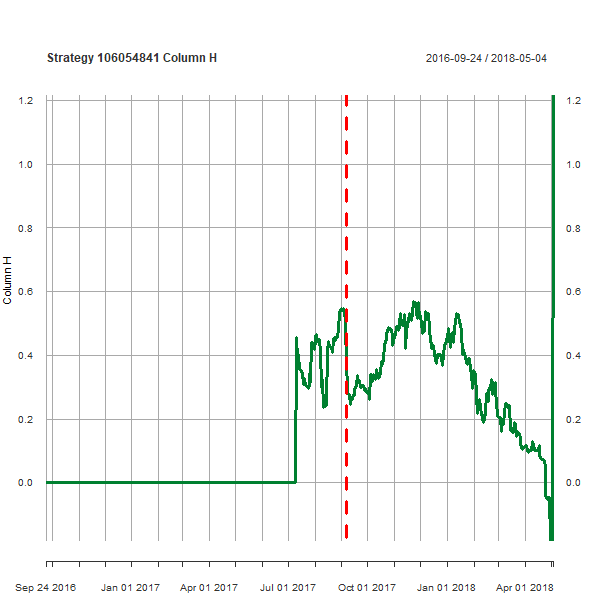 Strategy 106054841 Column H
2016-09-24 / 2018-05-04
1.2
1.0
0.8
0.6
0.4
0.2
0.0
Column H
1.2
1.0
0.8
0.6
0.4
0.2
0.0
Sep 24 2016
Jan 01 2017
Apr 01 2017
Jul 01 2017
Oct 01 2017
Jan 01 2018
Apr 01 2018